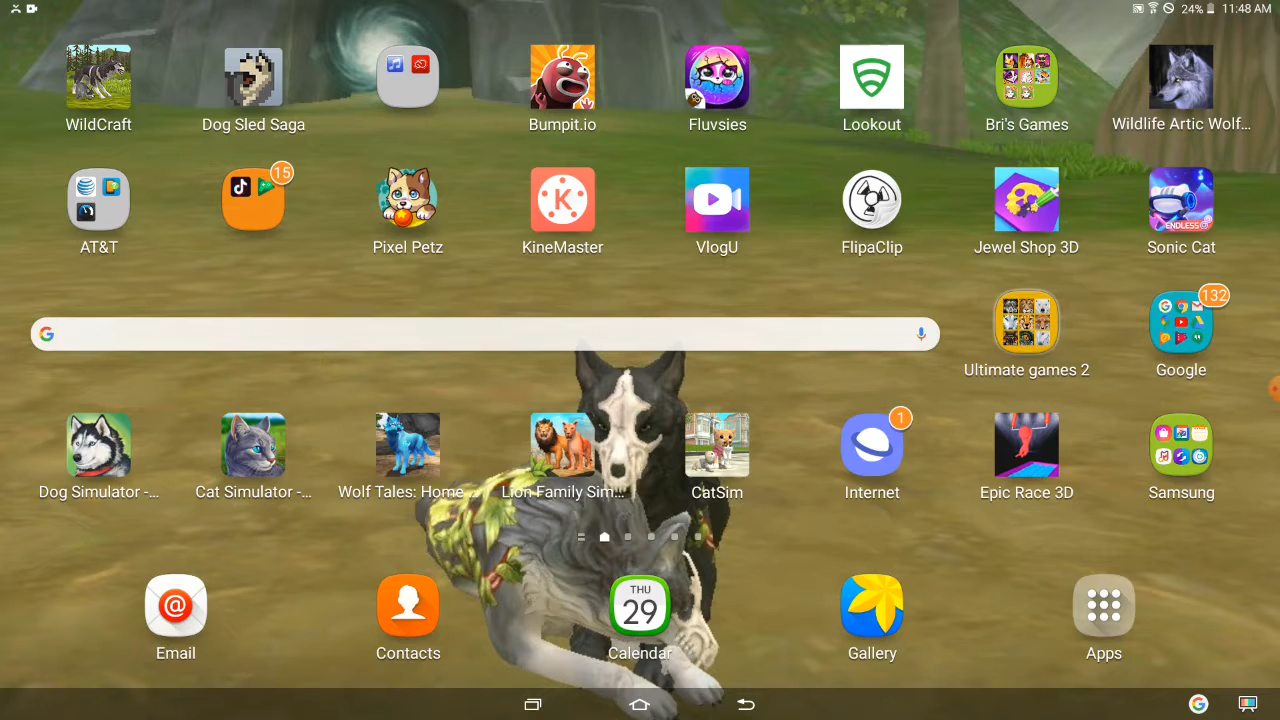 24% 11:48 AM
WildCraft
Dog Sled Saga
Bumpit.io
Fluvsies
Lookout
Bri's Games
Wildlife Artic Wolf...
15
ENDLESS
AT&T
Pixel Petz
K
KineMaster
VlogU
FlipaClip
Jewel Shop 3D
Sonic Cat
132
G
Ultimate games 2
Google
1
Dog Simulator -...
Cat Simulator -...
Wolf Tales: Home ...
Lion Family Sim...
CatSim
Internet
Epic Race 3D
Samsung
@
THU
29
Email
Contacts
Calendar
Gallery
Apps
G